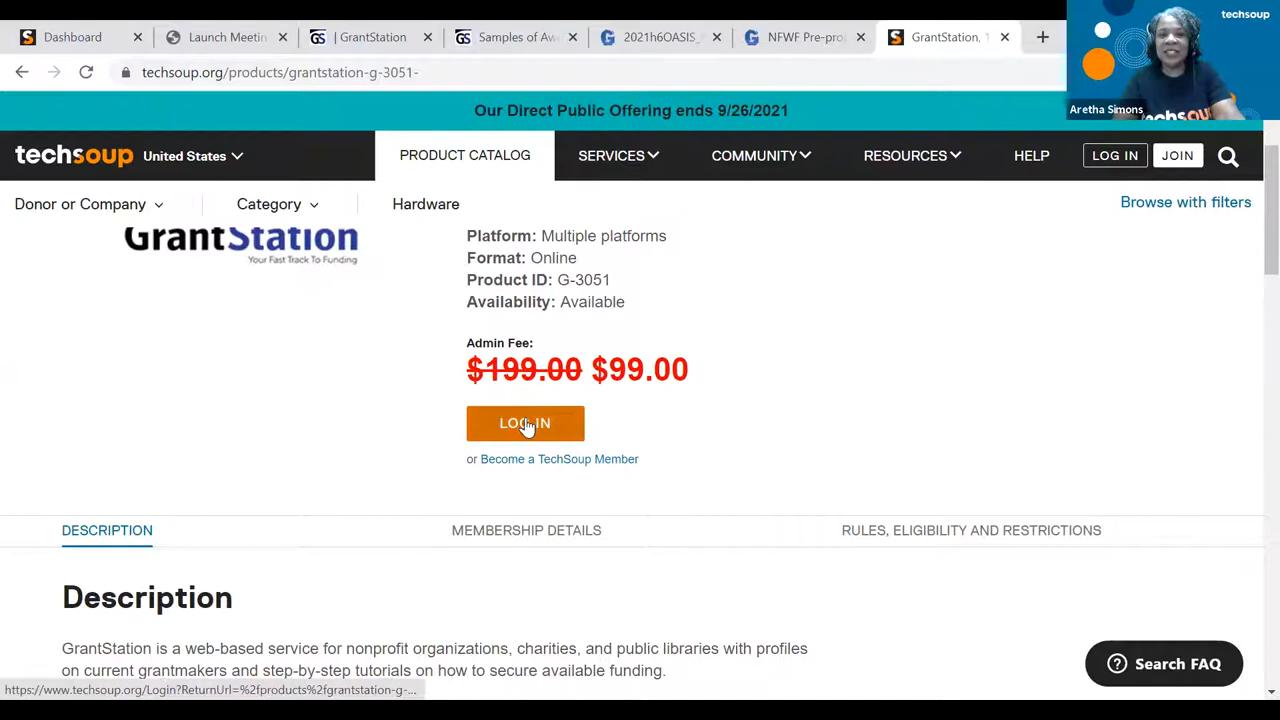 Dashboard
Launch Meetin
| GrantStation
Samples of Aw
2021h6OASIS_
NFWF Pre-pro
GrantStation, 1
techsoup
techsoup.org/products/grantstation-g-3051-
Aretha Simons
Our Direct Public Offering ends 9/26/2021
techsoup United States
PRODUCT CATALOG
SERVICES
COMMUNITY
RESOURCES
HELP
LOG IN
JOIN
Donor or Company
Category
Hardware
Browse with filters
GrantStation
Your Fast Track To Funding
Platform: Multiple platforms
Format: Online
Product ID: G-3051
Availability: Available
Admin Fee:
$199.00 $99.00
LOG IN
or Become a TechSoup Member
DESCRIPTION
MEMBERSHIP DETAILS
RULES, ELIGIBILITY AND RESTRICTIONS
Description
GrantStation is a web-based service for nonprofit organizations, charities, and public libraries with profiles
on current grantmakers and step-by-step tutorials on how to secure available funding.
Search FAQ
https://www.techsoup.org/Login?ReturnUrl=%2fproducts%2fgrantstation-g-...